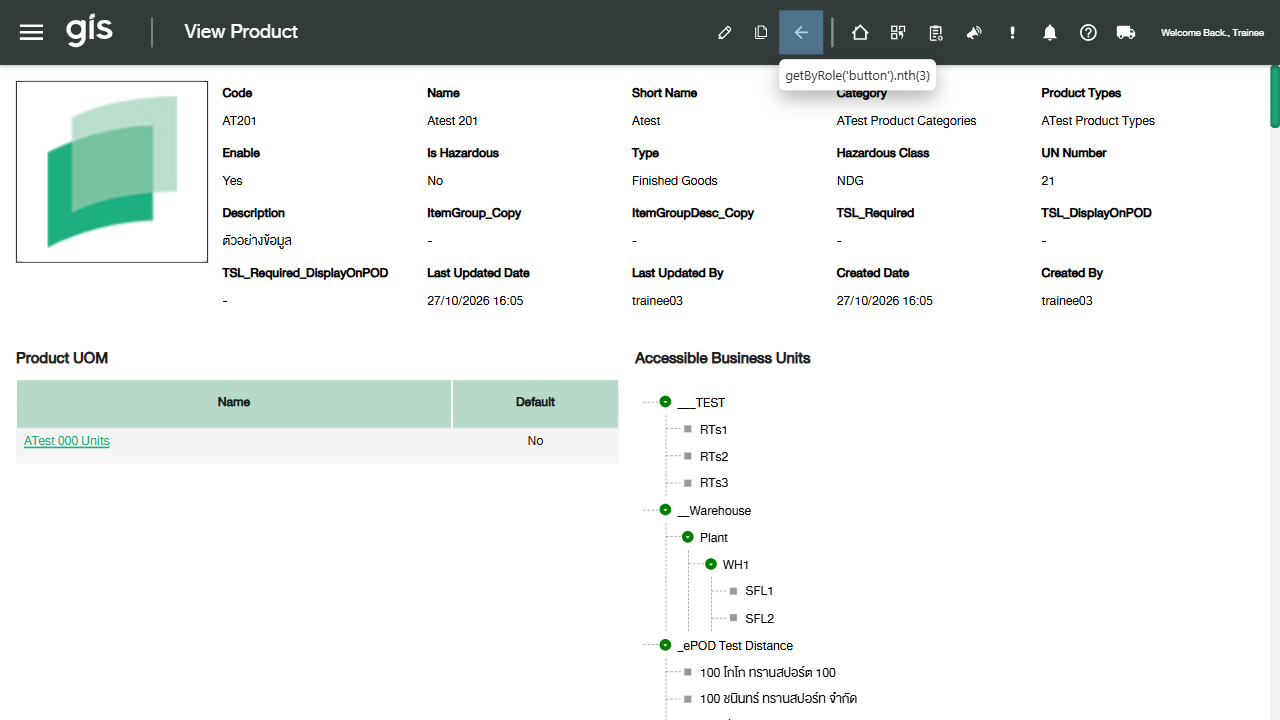 gis
View Product
Welcome Back., Trainee
getByRole('button').nth(3)
Code
Name
Short Name
Category
Product Types
AT201
Atest 201
Atest
ATest Product Categories
ATest Product Types
Enable
Is Hazardous
Type
Hazardous Class
UN Number
Yes
No
Finished Goods
NDG
21
Description
ItemGroup_Copy
ItemGroupDesc_Copy
TSL_Required
TSL_DisplayOnPOD
ตัวอย่างข้อมูล
-
-
-
-
TSL_Required_DisplayOnPOD
Last Updated Date
Last Updated By
Created Date
Created By
-
27/10/2026 16:05
trainee03
27/10/2026 16:05
trainee03
Product UOM
Name
Default
ATest 000 Units
No
Accessible Business Units
___TEST
RTs1
RTs2
RTs3
__Warehouse
Plant
WH1
SFL1
SFL2
_ePOD Test Distance
100 โกโก ทรานสปอร์ต 100
100 ชนินทร์ ทรานสปอร์ท จำกัด